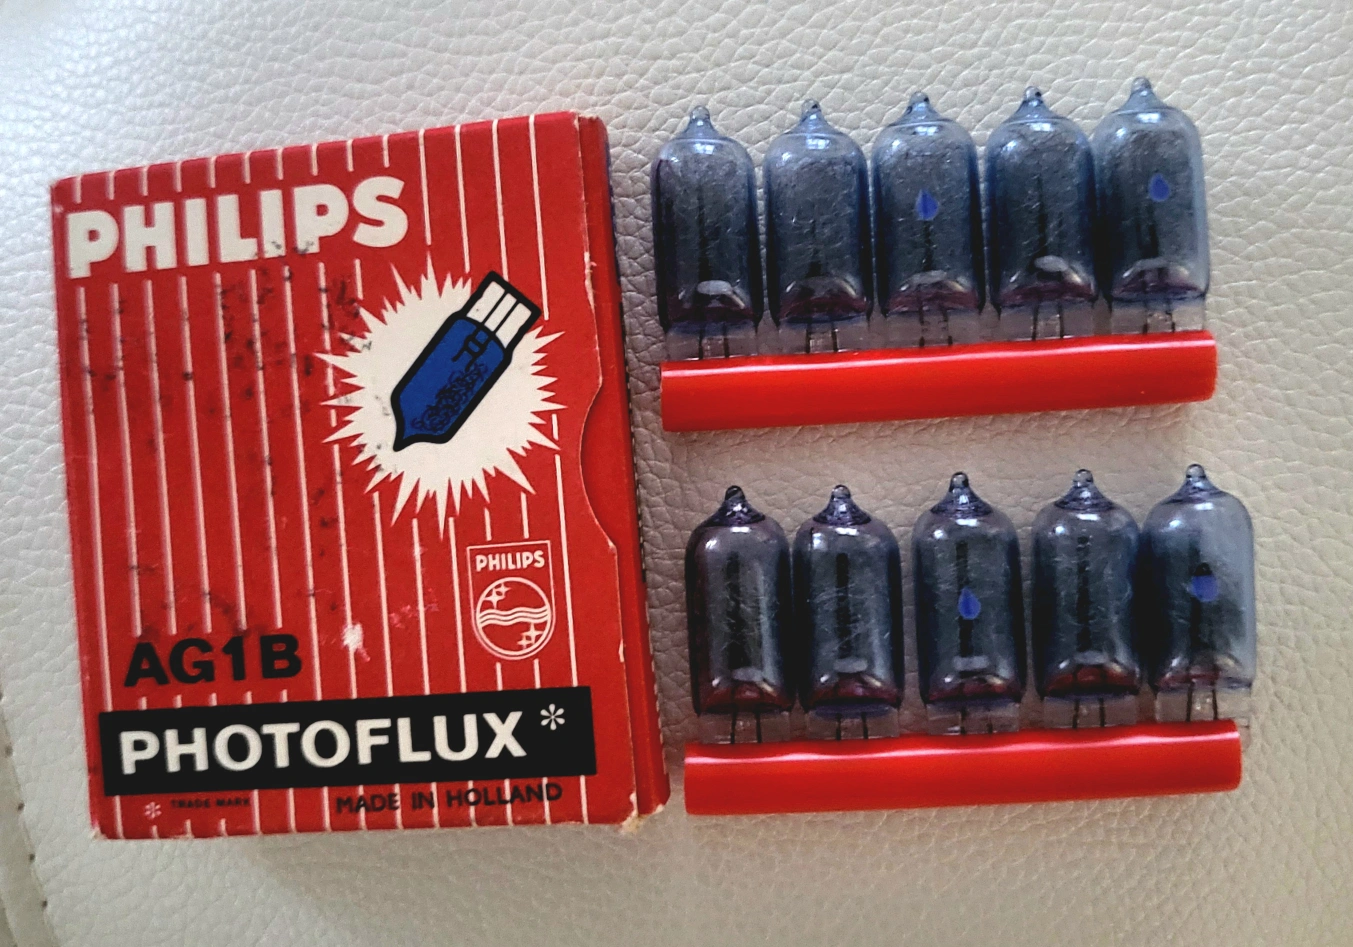 PHILIPS
PHILIPS
AG1B
PHOTOFLUX*
* TRADE MARK
MADE IN HOLLAND